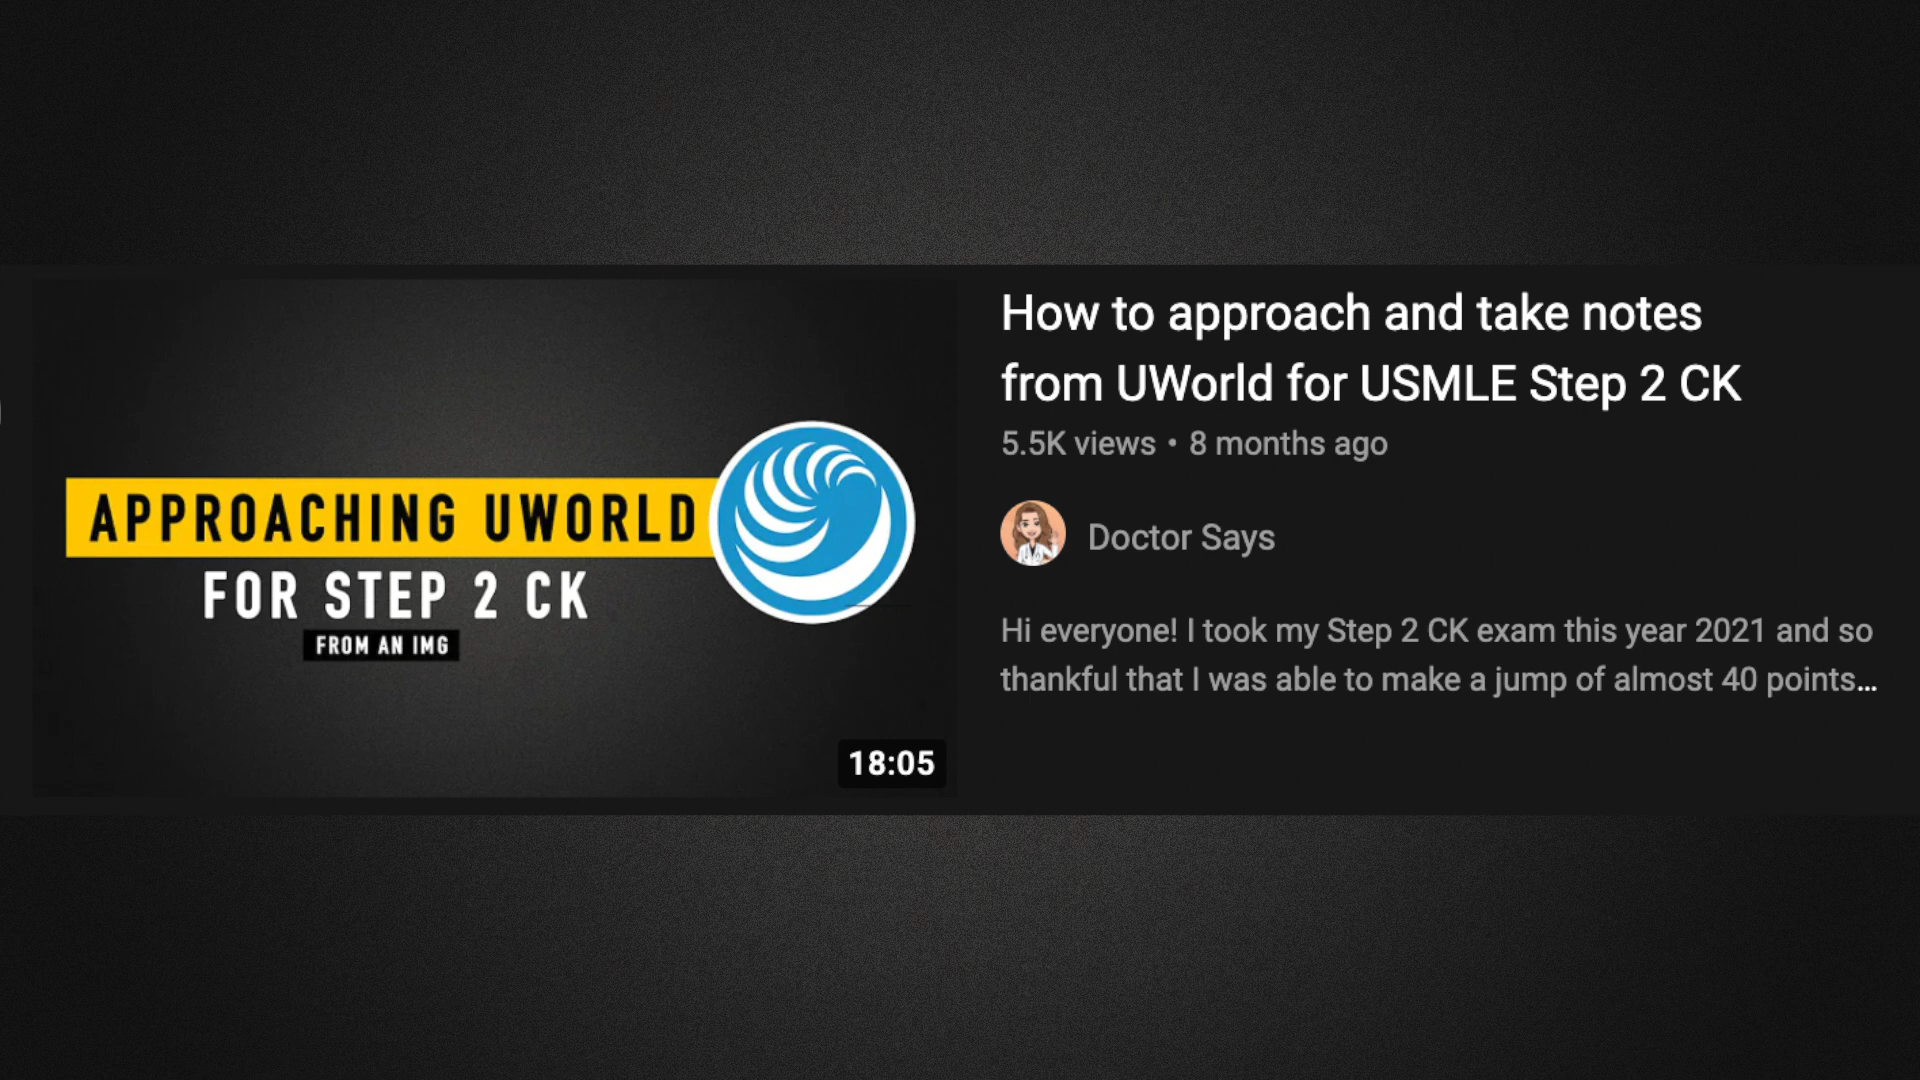 APPROACHING UWORLD
FOR STEP 2 CK
FROM AN IMG
18:05
How to approach and take notes
from UWorld for USMLE Step 2 CK
5.5K views • 8 months ago
Doctor Says
Hi everyone! I took my Step 2 CK exam this year 2021 and so
thankful that I was able to make a jump of almost 40 points...